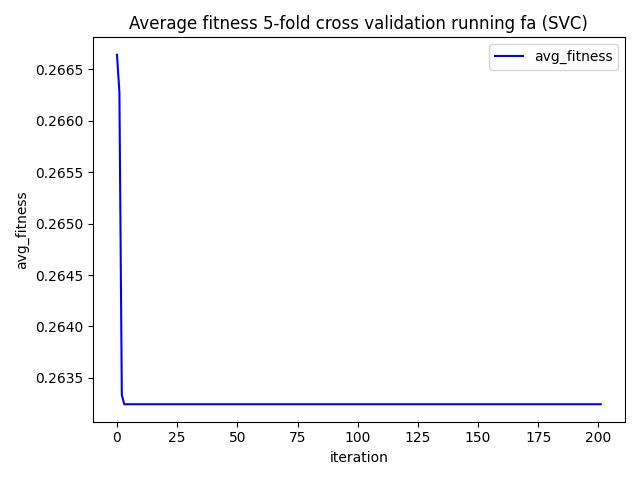 Average fitness 5-fold cross validation running fa (SVC)
avg_fitness
0.2665
0.2660
0.2655
0.2650
0.2645
0.2640
0.2635
avg_fitness
0 25 50 75 100 125 150 175 200
iteration